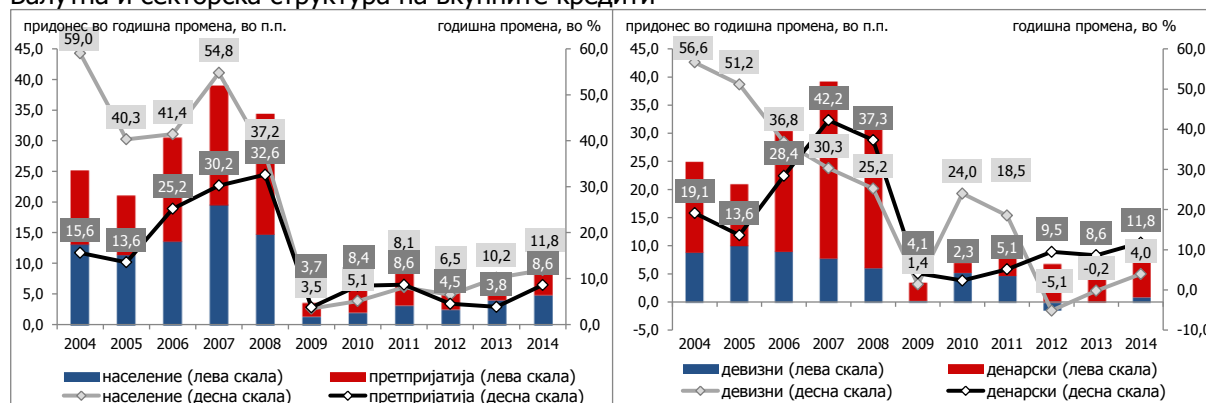 Валутна и секторска структура на вкупните кредити
придонес во годишна промена, во п.п. годишна промена, во %
45,0 40,0 35,0 30,0 25,0 20,0 15,0 10,0 5,0 0,0
60,0 50,0 40,0 30,0 20,0 10,0 0,0
59,0 40,3 41,4 54,8 37,2 3,5 5,1 8,1 6,5 10,2 11,8
15,6 13,6 25,2 30,2 32,6 3,7 8,4 8,6 4,5 3,8 8,6
2004 2005 2006 2007 2008 2009 2010 2011 2012 2013 2014
население (лева скала) претпријатија (лева скала)
население (десна скала) претпријатија (десна скала)
придонес во годишна промена, во п.п. годишна промена, во %
45,0 40,0 35,0 30,0 25,0 20,0 15,0 10,0 5,0 0,0 -5,0
60,0 50,0 40,0 30,0 20,0 10,0 0,0 -10,0
56,6 51,2 36,8 30,3 25,2 1,4 24,0 18,5 -5,1 -0,2 4,0
19,1 13,6 28,4 42,2 37,3 4,1 2,3 5,1 9,5 8,6 11,8
2004 2005 2006 2007 2008 2009 2010 2011 2012 2013 2014
девизни (лева скала) денарски (лева скала)
девизни (десна скала) денарски (десна скала)